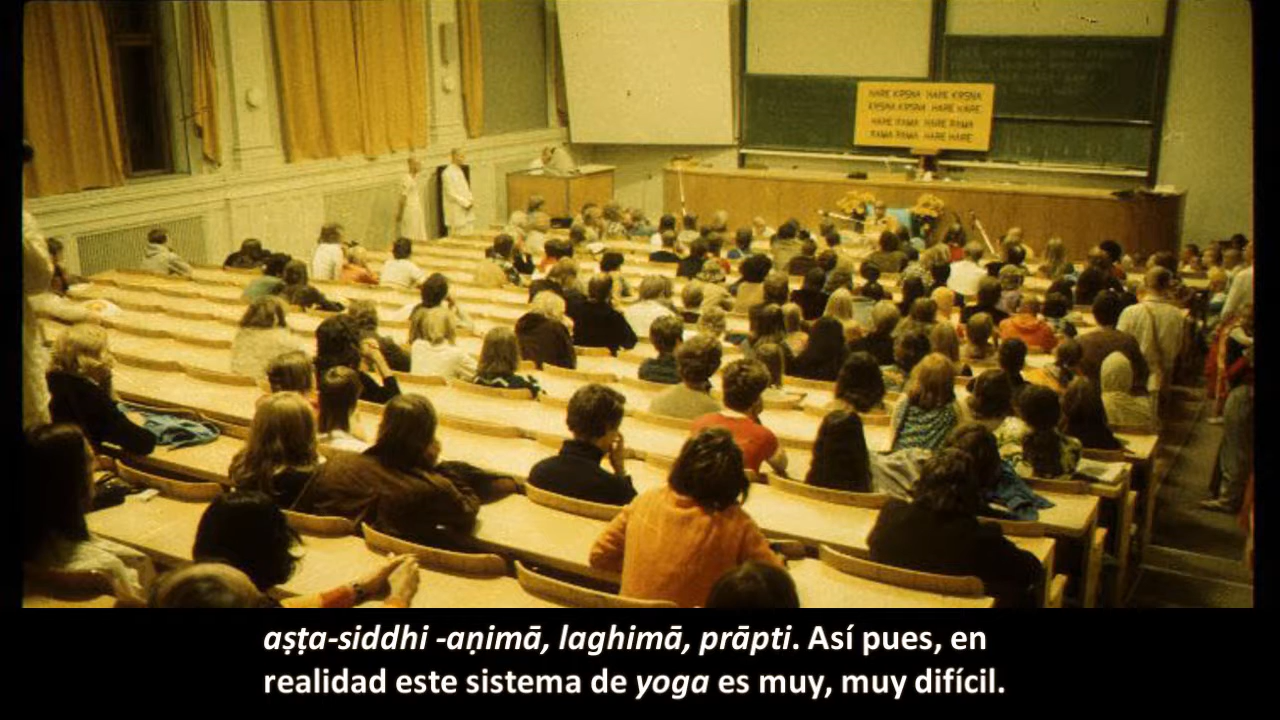 HARE KRSNA HARE KRSNA
KRSNA KRSNA HARE HARE
HARE RAMA HARE RAMA
RAMA RAMA HARE HARE
aṣṭa-siddhi -aṇimā, laghimā, prāpti. Así pues, en
realidad este sistema de yoga es muy, muy difícil.